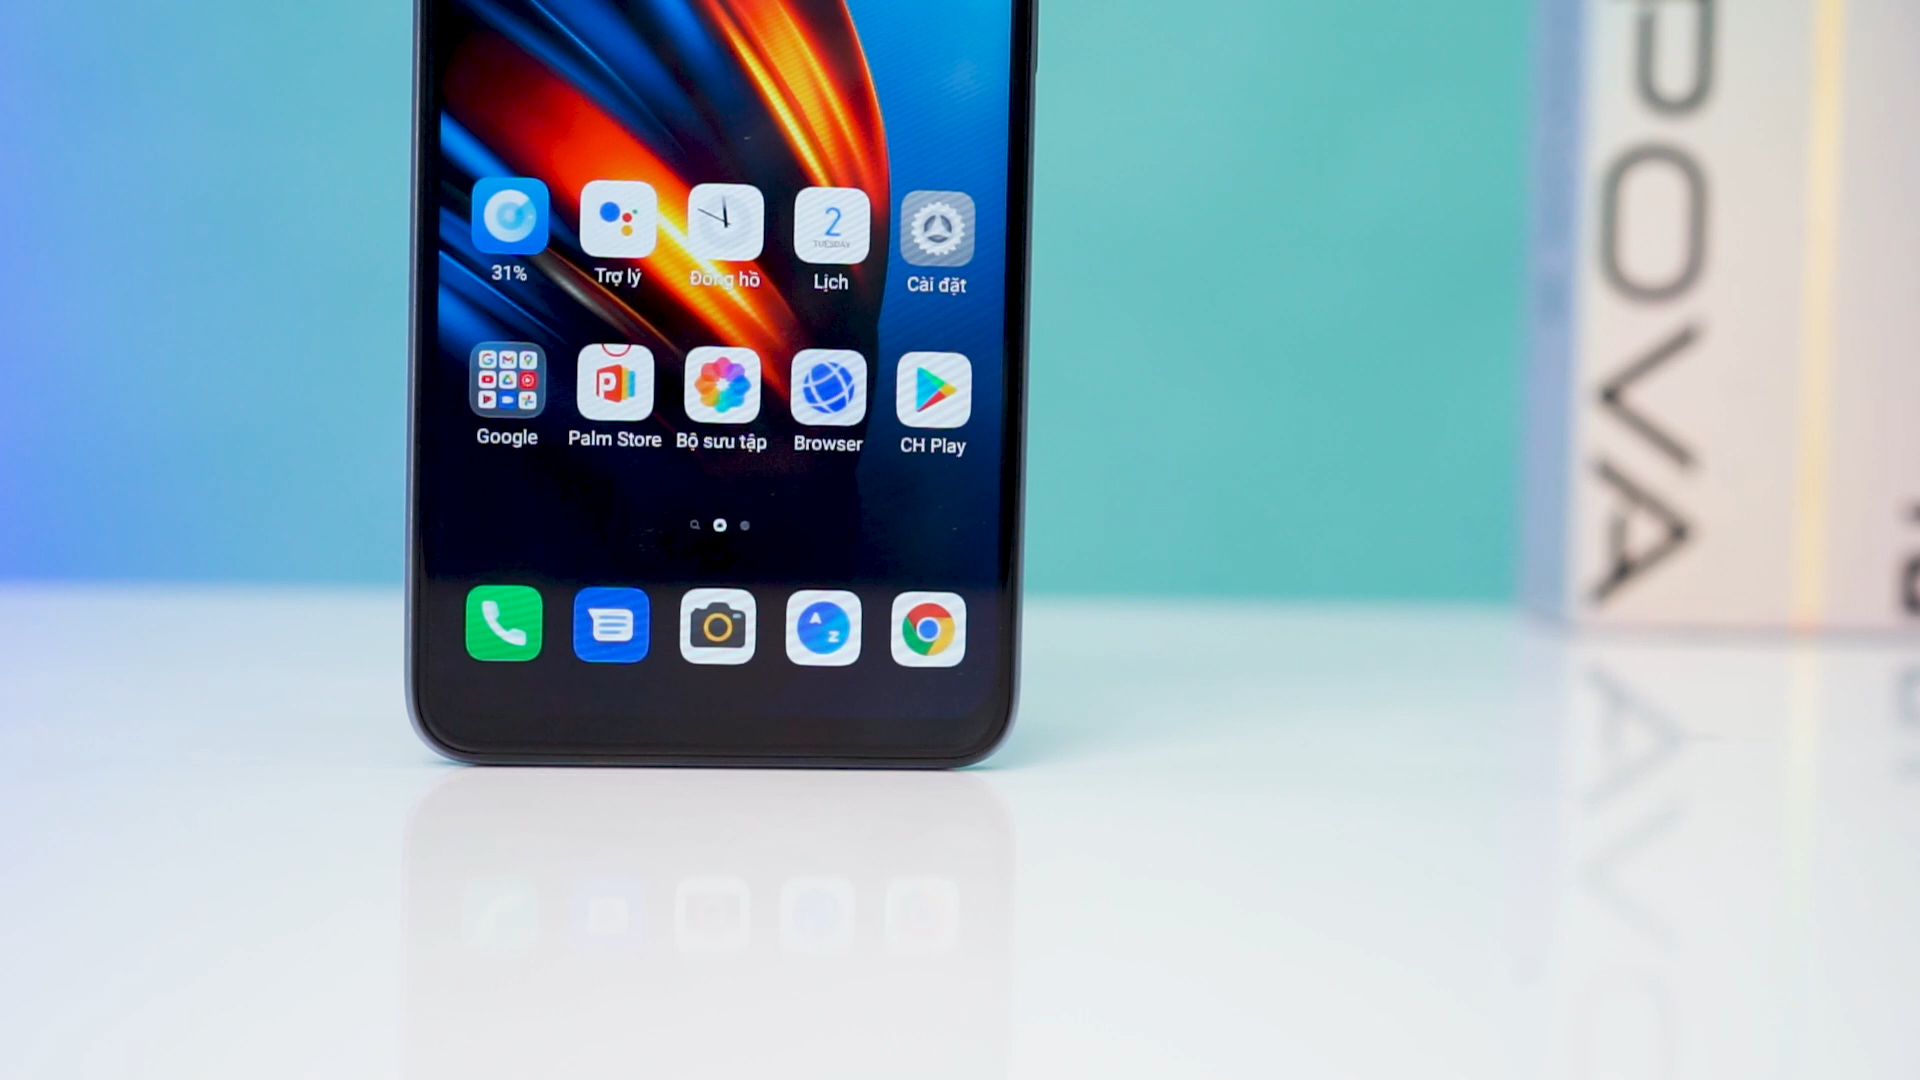 2
TUESDAY
31%
Trợ lý
Đồng hồ
Lịch
Cài đặt
Google
Palm Store
Bộ sưu tập
Browser
CH Play
A
Z
POVA